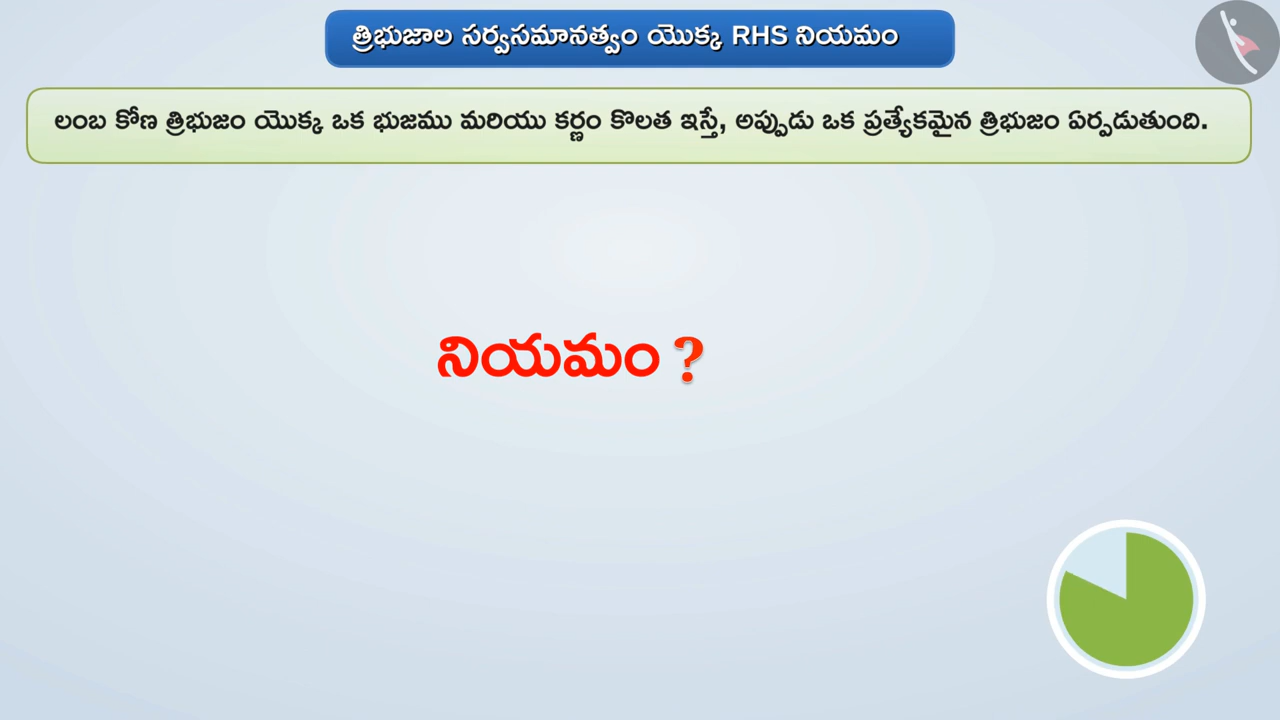 త్రిభుజాల సర్వసమానత్వం యొక్క RHS నియమం
లంబ కోణ త్రిభుజం యొక్క ఒక భుజము మరియు కర్ణం కొలత ఇస్తే, అప్పుడు ఒక ప్రత్యేకమైన త్రిభుజం ఏర్పడుతుంది.
నియమం ?